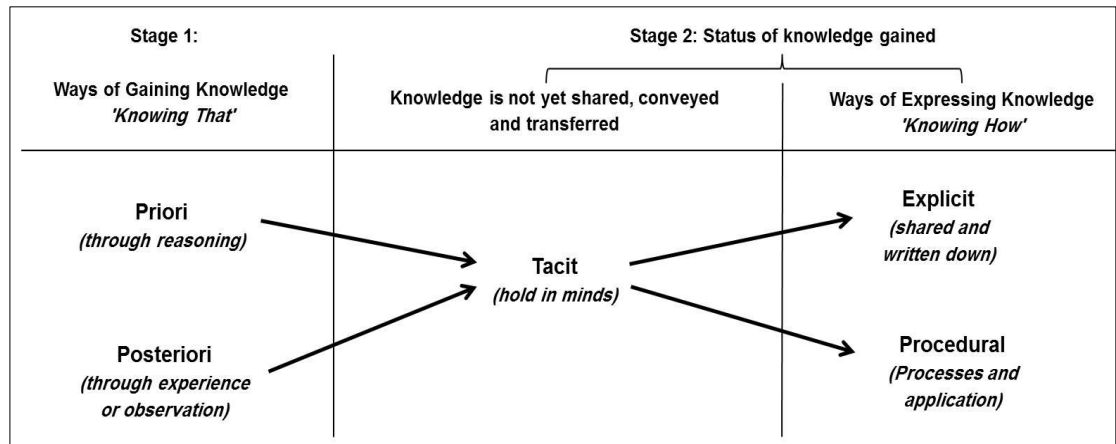 Stage 1:
Stage 2: Status of knowledge gained
Ways of Gaining Knowledge
'Knowing That'
Knowledge is not yet shared, conveyed
and transferred
Ways of Expressing Knowledge
'Knowing How'
Priori
(through reasoning)
Posteriori
(through experience
or observation)
Tacit
(hold in minds)
Explicit
(shared and
written down)
Procedural
(Processes and
application)